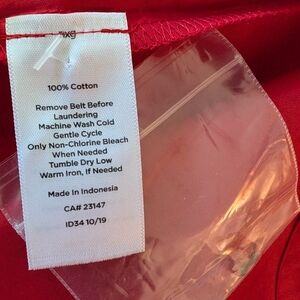 100% Cotton
Remove Belt Before
Laundering
Machine Wash Cold
Gentle Cycle
Only Non-Chlorine Bleach
When Needed
Tumble Dry Low
Warm Iron, If Needed
Made In Indonesia
CA# 23147
ID34 10/19